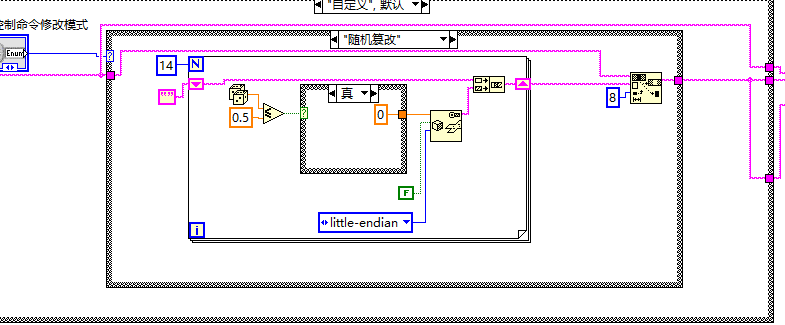 "自定义", 默认
控制命令修改模式
Enum
"随机篡改"
14
N
""
0.5
真
0
8
F
little-endian
i